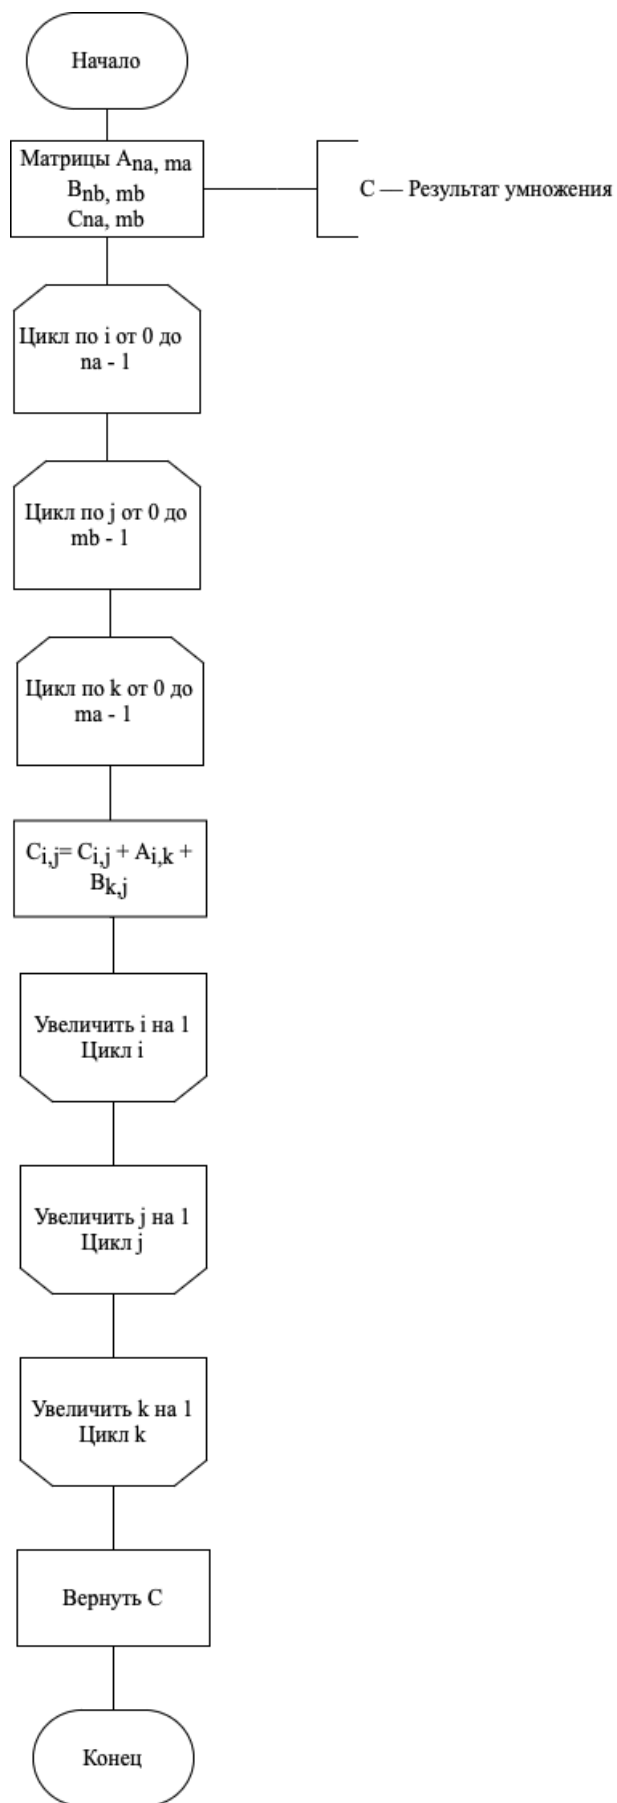 Начало
Матрицы Ana, ma
Bnb, mb
Cna, mb
C — Результат умножения
Цикл по i от 0 до
na - 1
Цикл по j от 0 до
mb - 1
Цикл по k от 0 до
ma - 1
Ci,j= Ci,j + Ai,k +
Bk,j
Увеличить i на 1
Цикл i
Увеличить j на 1
Цикл j
Увеличить k на 1
Цикл k
Вернуть C
Конец